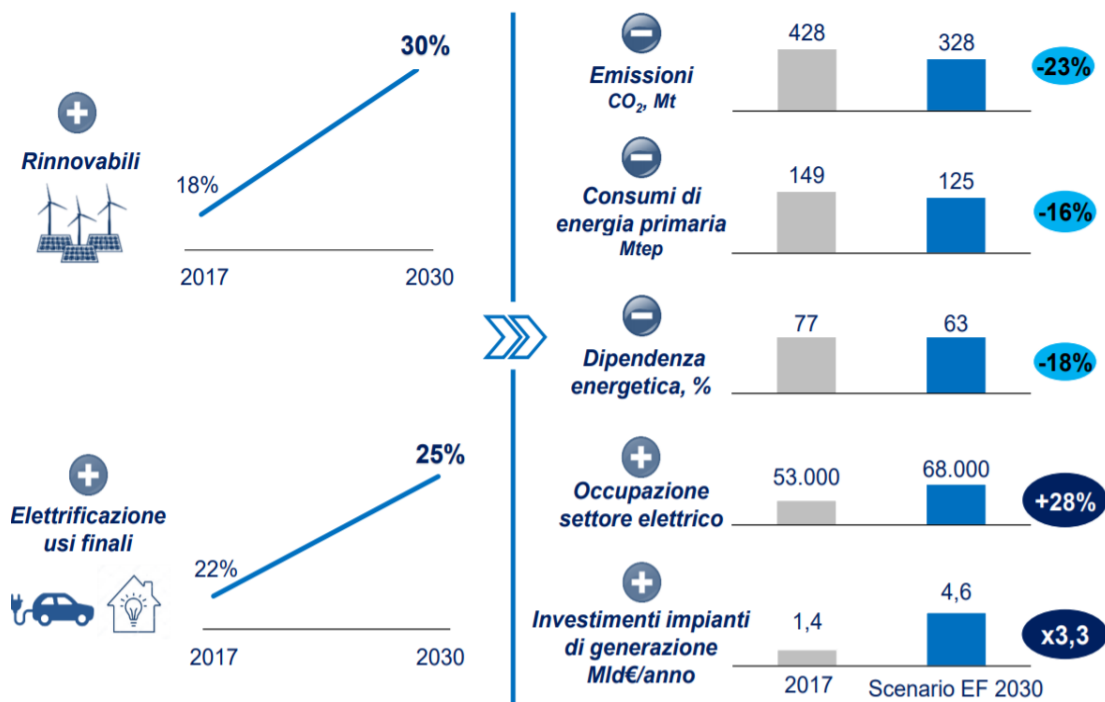 30%
Rinnovabili
18%
2017 2030
25%
Elettrificazione
usi finali
22%
2017 2030
Emissioni
CO₂, Mt
428 328
-23%
Consumi di
energia primaria
Mtep
149 125
-16%
Dipendenza
energetica, %
77 63
-18%
Occupazione
settore elettrico
53.000 68.000
+28%
Investimenti impianti
di generazione
Mld€/anno
1,4 4,6
x3,3
2017 Scenario EF 2030